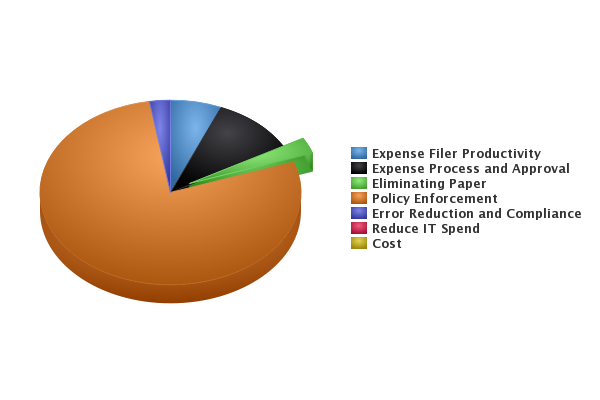 Expense Filer Productivity
Expense Process and Approval
Eliminating Paper
Policy Enforcement
Error Reduction and Compliance
Reduce IT Spend
Cost